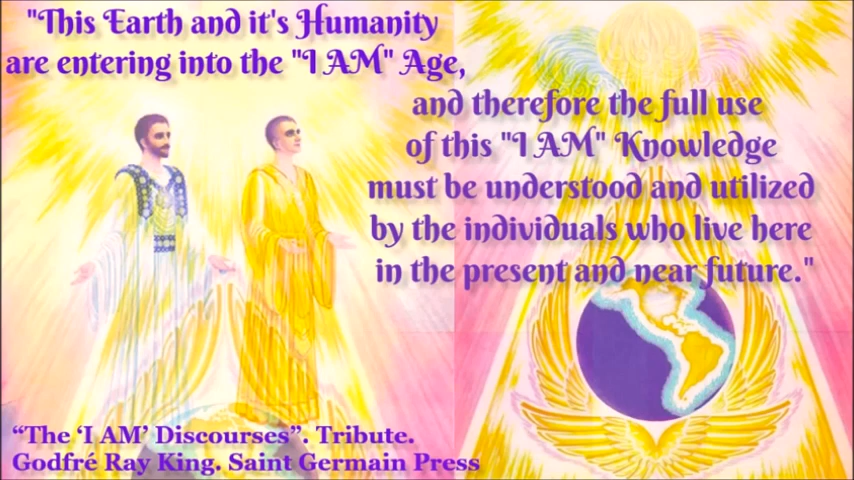 "This Earth and it's Humanity
are entering into the "I AM" Age,
and therefore the full use
of this "I AM" Knowledge
must be understood and utilized
by the individuals who live here
in the present and near future."
“The ‘I AM’ Discourses”. Tribute.
Godfré Ray King. Saint Germain Press